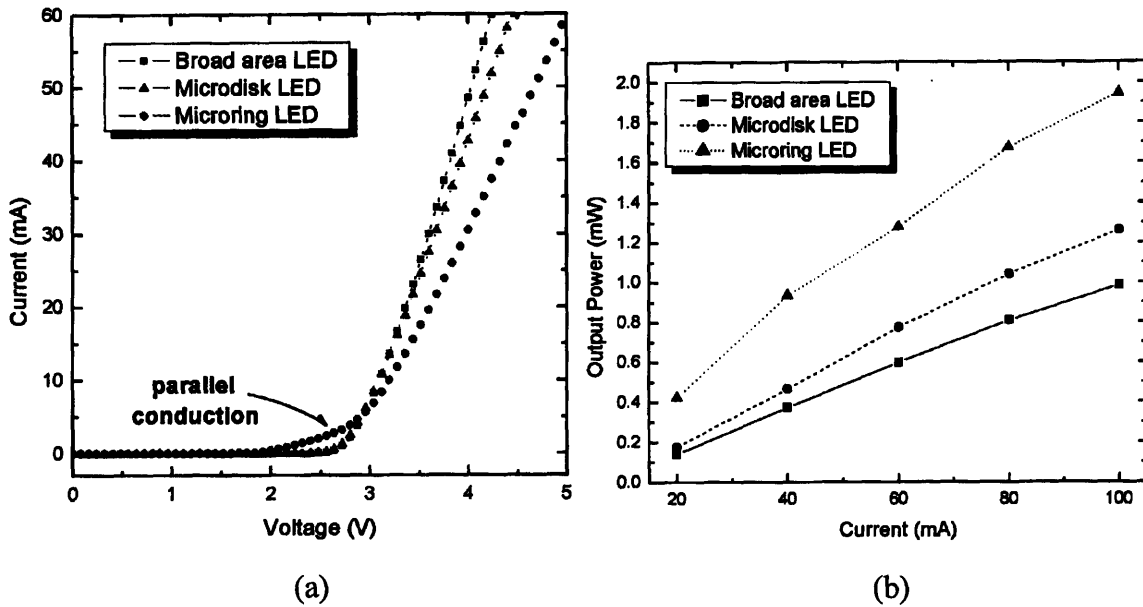 60
50
40
30
20
10
0
Current (mA)
Broad area LED
Microdisk LED
Microring LED
parallel
conduction
0 1 2 3 4 5
Voltage (V)
(a)
2.0
1.8
1.6
1.4
1.2
1.0
0.8
0.6
0.4
0.2
0.0
Output Power (mW)
Broad area LED
Microdisk LED
Microring LED
20 40 60 80 100
Current (mA)
(b)